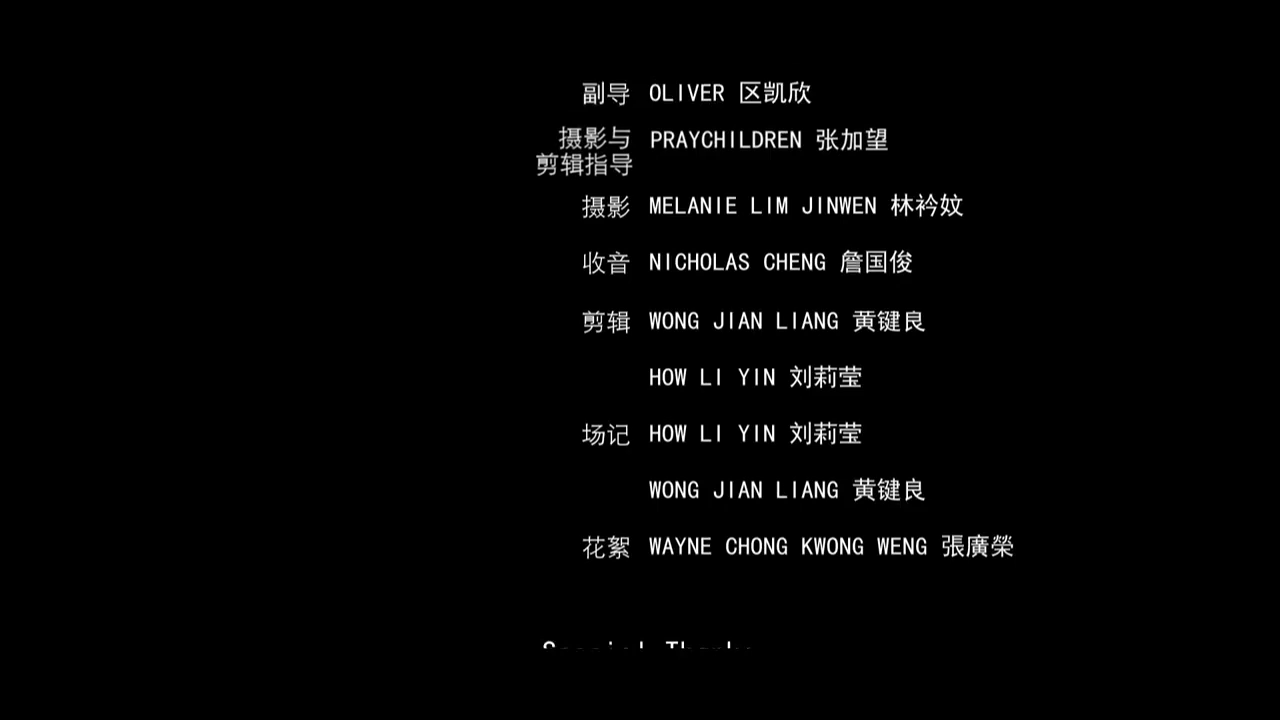 副导 OLIVER 区凯欣
摄影与 PRAYCHILDREN 张加望
剪辑指导
摄影 MELANIE LIM JINWEN 林衿妏
收音 NICHOLAS CHENG 詹国俊
剪辑 WONG JIAN LIANG 黄键良
HOW LI YIN 刘莉莹
场记 HOW LI YIN 刘莉莹
WONG JIAN LIANG 黄键良
花絮 WAYNE CHONG KWONG WENG 張廣榮
Special Thanks